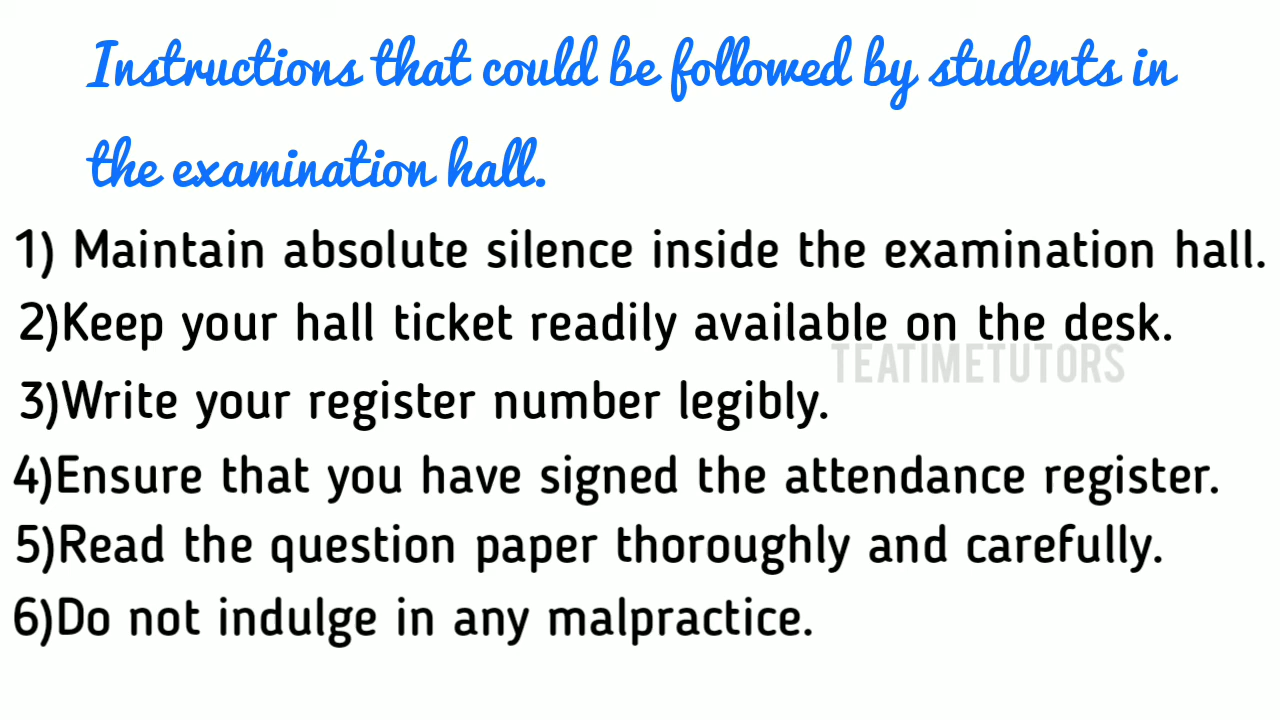 Instructions that could be followed by students in
the examination hall.
1) Maintain absolute silence inside the examination hall.
2)Keep your hall ticket readily available on the desk.
TEATIMETUTORS
3)Write your register number legibly.
4)Ensure that you have signed the attendance register.
5)Read the question paper thoroughly and carefully.
6)Do not indulge in any malpractice.